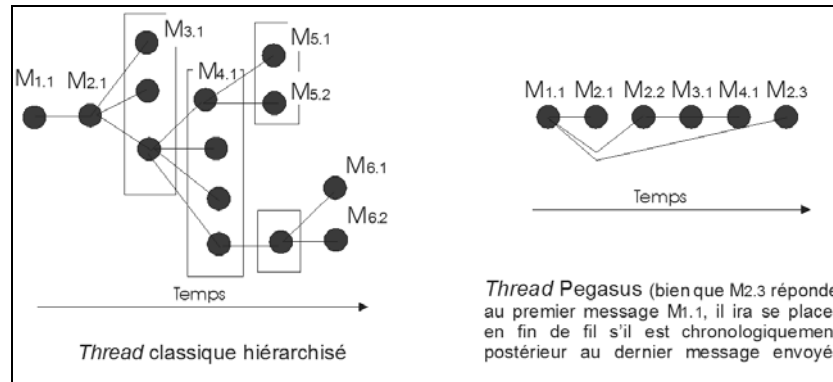 M3.1
M5.1
M1.1 M2.1 M4.1
M5.2
M6.1
M6.2
Temps
Thread classique hiérarchisé
M1.1 M2.1 M2.2 M3.1 M4.1 M2.3
Temps
Thread Pegasus (bien que M2.3 réponde
au premier message M1.1, il ira se place
en fin de fil s'il est chronologiquemen
postérieur au dernier message envoyé